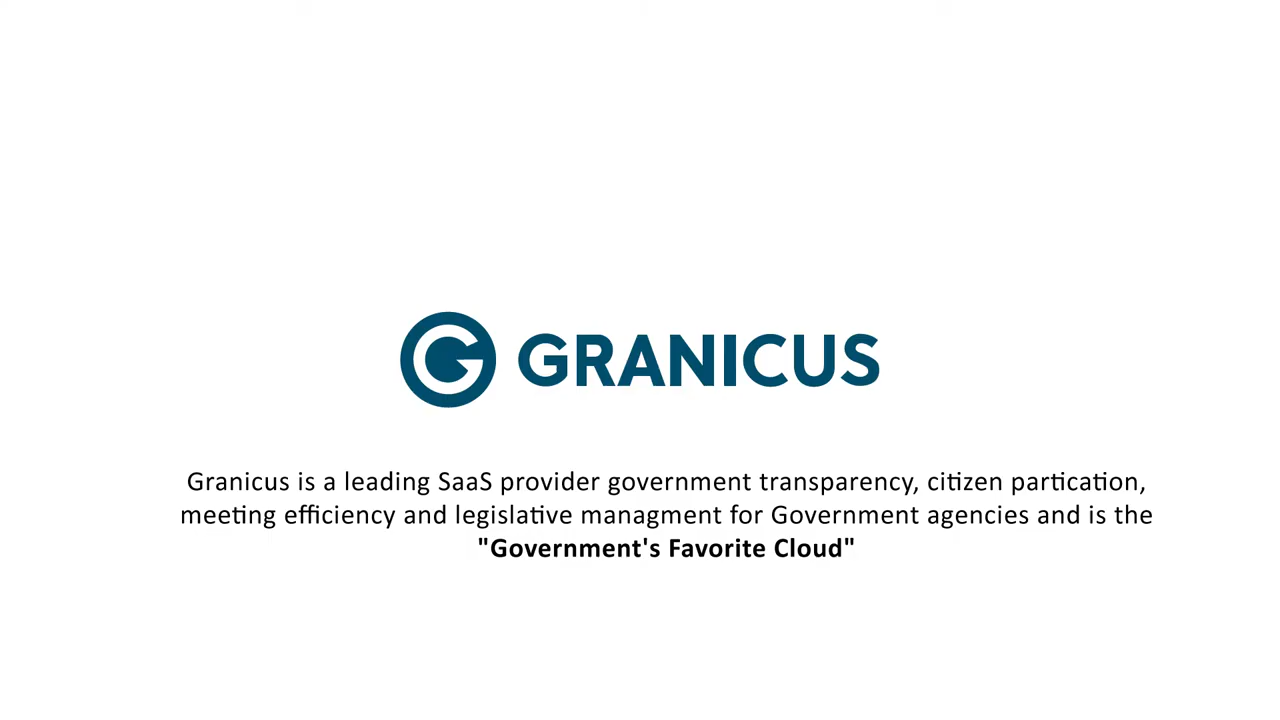 GRANICUS
Granicus is a leading SaaS provider government transparency, citizen partication,
meeting efficiency and legislative managment for Government agencies and is the
"Government's Favorite Cloud"